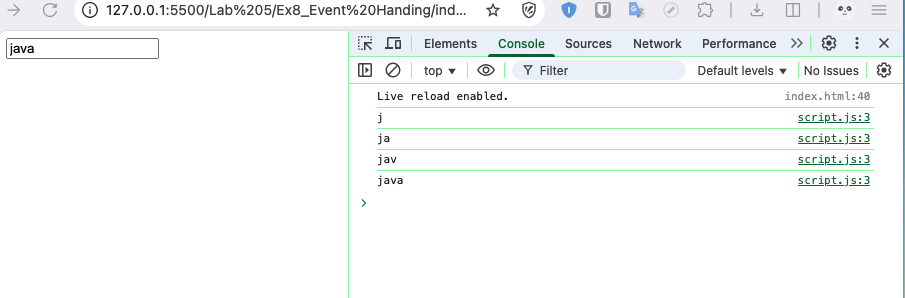 127.0.0.1:5500/Lab%205/Ex8_Event%20Handing/ind...
java
Elements Console Sources Network Performance
top Filter Default levels No Issues
Live reload enabled. index.html:40
j script.js:3
ja script.js:3
jav script.js:3
java script.js:3